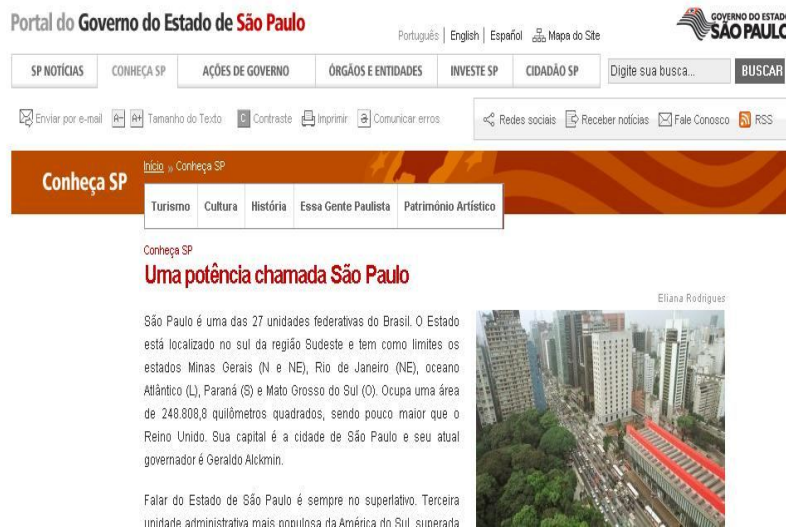 Portal do Governo do Estado de São Paulo
Português | English | Español Mapa do Site
GOVERNO DO ESTADO
SÃO PAULO
SP NOTÍCIAS CONHEÇA SP AÇÕES DE GOVERNO ÓRGÃOS E ENTIDADES INVESTE SP CIDADÃO SP Digite sua busca... BUSCAR
Enviar por e-mail A- A+ Tamanho do Texto C Contraste Imprimir a Comunicar erros Redes sociais Receber notícias Fale Conosco RSS
Conheça SP
Início » Conheça SP
Turismo Cultura História Essa Gente Paulista Patrimônio Artístico
Conheça SP
Uma potência chamada São Paulo
Eliana Rodrigues
São Paulo é uma das 27 unidades federativas do Brasil. O Estado
está localizado no sul da região Sudeste e tem como limites os
estados Minas Gerais (N e NE), Rio de Janeiro (NE), oceano
Atlântico (L), Paraná (S) e Mato Grosso do Sul (O). Ocupa uma área
de 248.808,8 quilômetros quadrados, sendo pouco maior que o
Reino Unido. Sua capital é a cidade de São Paulo e seu atual
governador é Geraldo Alckmin.
Falar do Estado de São Paulo é sempre no superlativo. Terceira
unidade administrativa mais populosa da América do Sul, superada